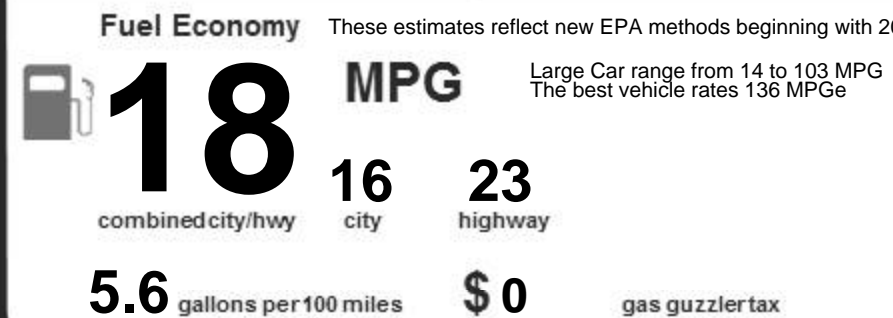 Fuel Economy These estimates reflect new EPA methods beginning with
18 MPG Large Car range from 14 to 103 MPG
The best vehicle rates 136 MPGe
16 23
combined city/hwy city highway
5.6 gallons per 100 miles $ 0 gas guzzler tax